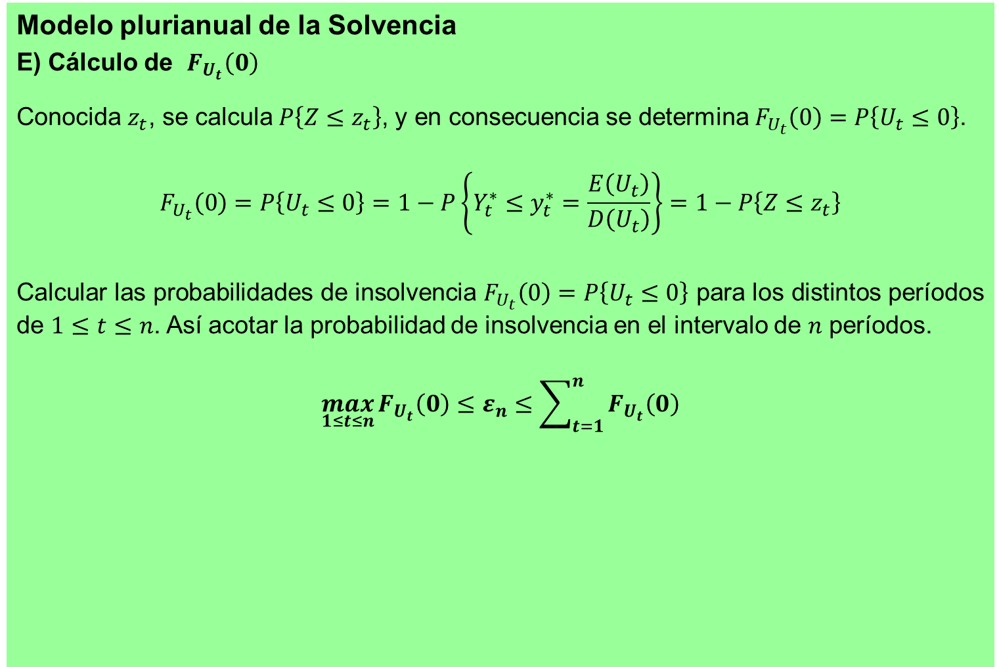 Modelo plurianual de la Solvencia
E) Cálculo de $F_{U_t}(0)$
Conocida $z_t$, se calcula $P\{Z \leq z_t\}$, y en consecuencia se determina $F_{U_t}(0) = P\{U_t \leq 0\}$.
$F_{U_t}(0) = P\{U_t \leq 0\} = 1 - P\left\{Y_t^* \leq y_t^* = \frac{E(U_t)}{D(U_t)}\right\} = 1 - P\{Z \leq z_t\}$
Calcular las probabilidades de insolvencia $F_{U_t}(0) = P\{U_t \leq 0\}$ para los distintos períodos
de $1 \leq t \leq n$. Así acotar la probabilidad de insolvencia en el intervalo de $n$ períodos.
$\max_{1 \leq t \leq n} F_{U_t}(0) \leq \varepsilon_n \leq \sum_{t=1}^{n} F_{U_t}(0)$